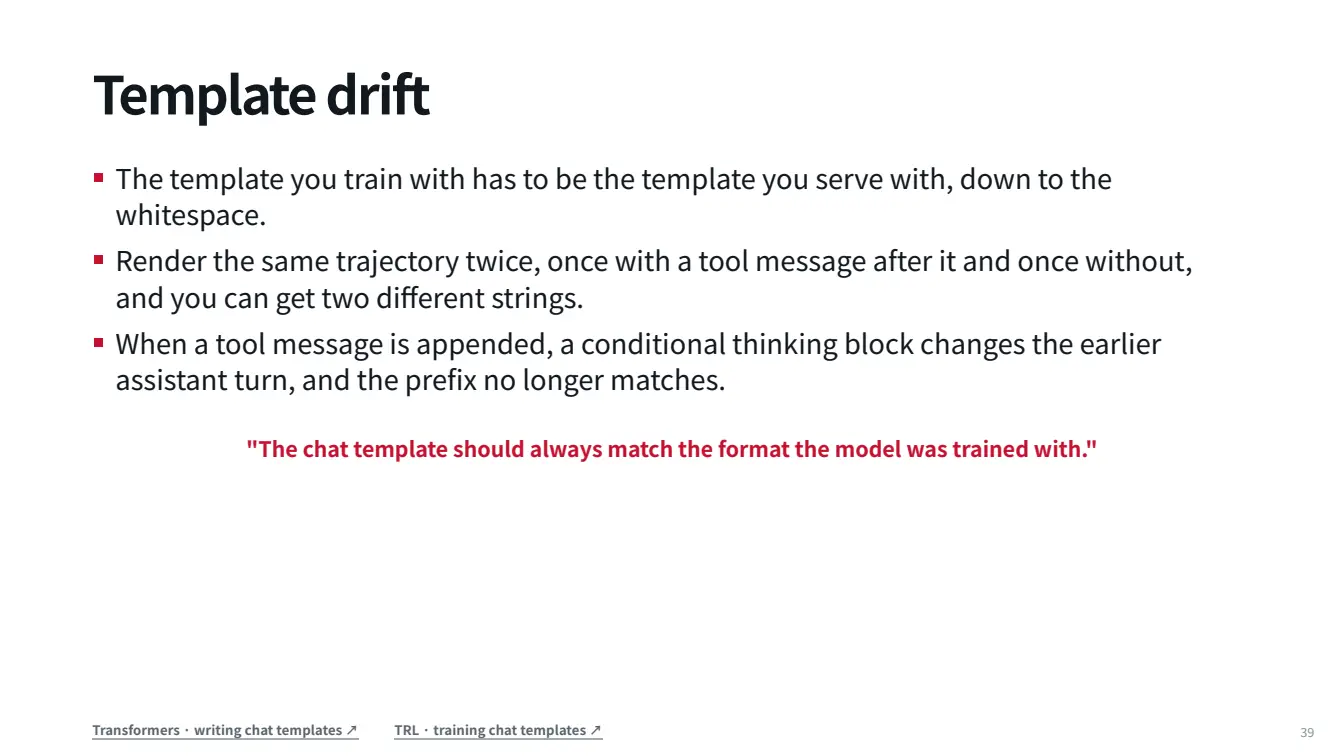 Template drift
The template you train with has to be the template you serve with, down to the
whitespace.
Render the same trajectory twice, once with a tool message after it and once without,
and you can get two different strings.
When a tool message is appended, a conditional thinking block changes the earlier
assistant turn, and the prefix no longer matches.
"The chat template should always match the format the model was trained with."
Transformers · writing chat templates ↗
TRL · training chat templates ↗
39